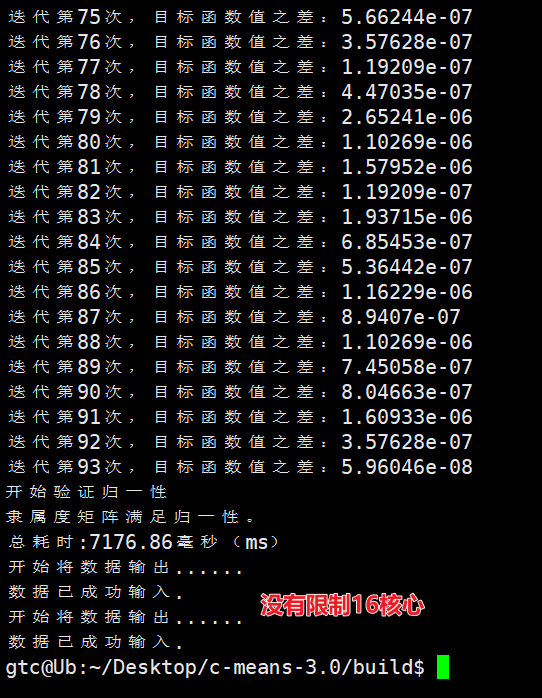 迭代第75次，目标函数值之差：5.66244e-07
迭代第76次，目标函数值之差：3.57628e-07
迭代第77次，目标函数值之差：1.19209e-07
迭代第78次，目标函数值之差：4.47035e-07
迭代第79次，目标函数值之差：2.65241e-06
迭代第80次，目标函数值之差：1.10269e-06
迭代第81次，目标函数值之差：1.57952e-06
迭代第82次，目标函数值之差：1.19209e-07
迭代第83次，目标函数值之差：1.93715e-06
迭代第84次，目标函数值之差：6.85453e-07
迭代第85次，目标函数值之差：5.36442e-07
迭代第86次，目标函数值之差：1.16229e-06
迭代第87次，目标函数值之差：8.9407e-07
迭代第88次，目标函数值之差：1.10269e-06
迭代第89次，目标函数值之差：7.45058e-07
迭代第90次，目标函数值之差：8.04663e-07
迭代第91次，目标函数值之差：1.60933e-06
迭代第92次，目标函数值之差：3.57628e-07
迭代第93次，目标函数值之差：5.96046e-08
开始验证归一性
隶属度矩阵满足归一性。
总耗时:7176.86毫秒（ms）
开始将数据输出......
数据已成功输入.
没有限制16核心
开始将数据输出......
数据已成功输入.
gtc@Ub:~/Desktop/c-means-3.0/build$